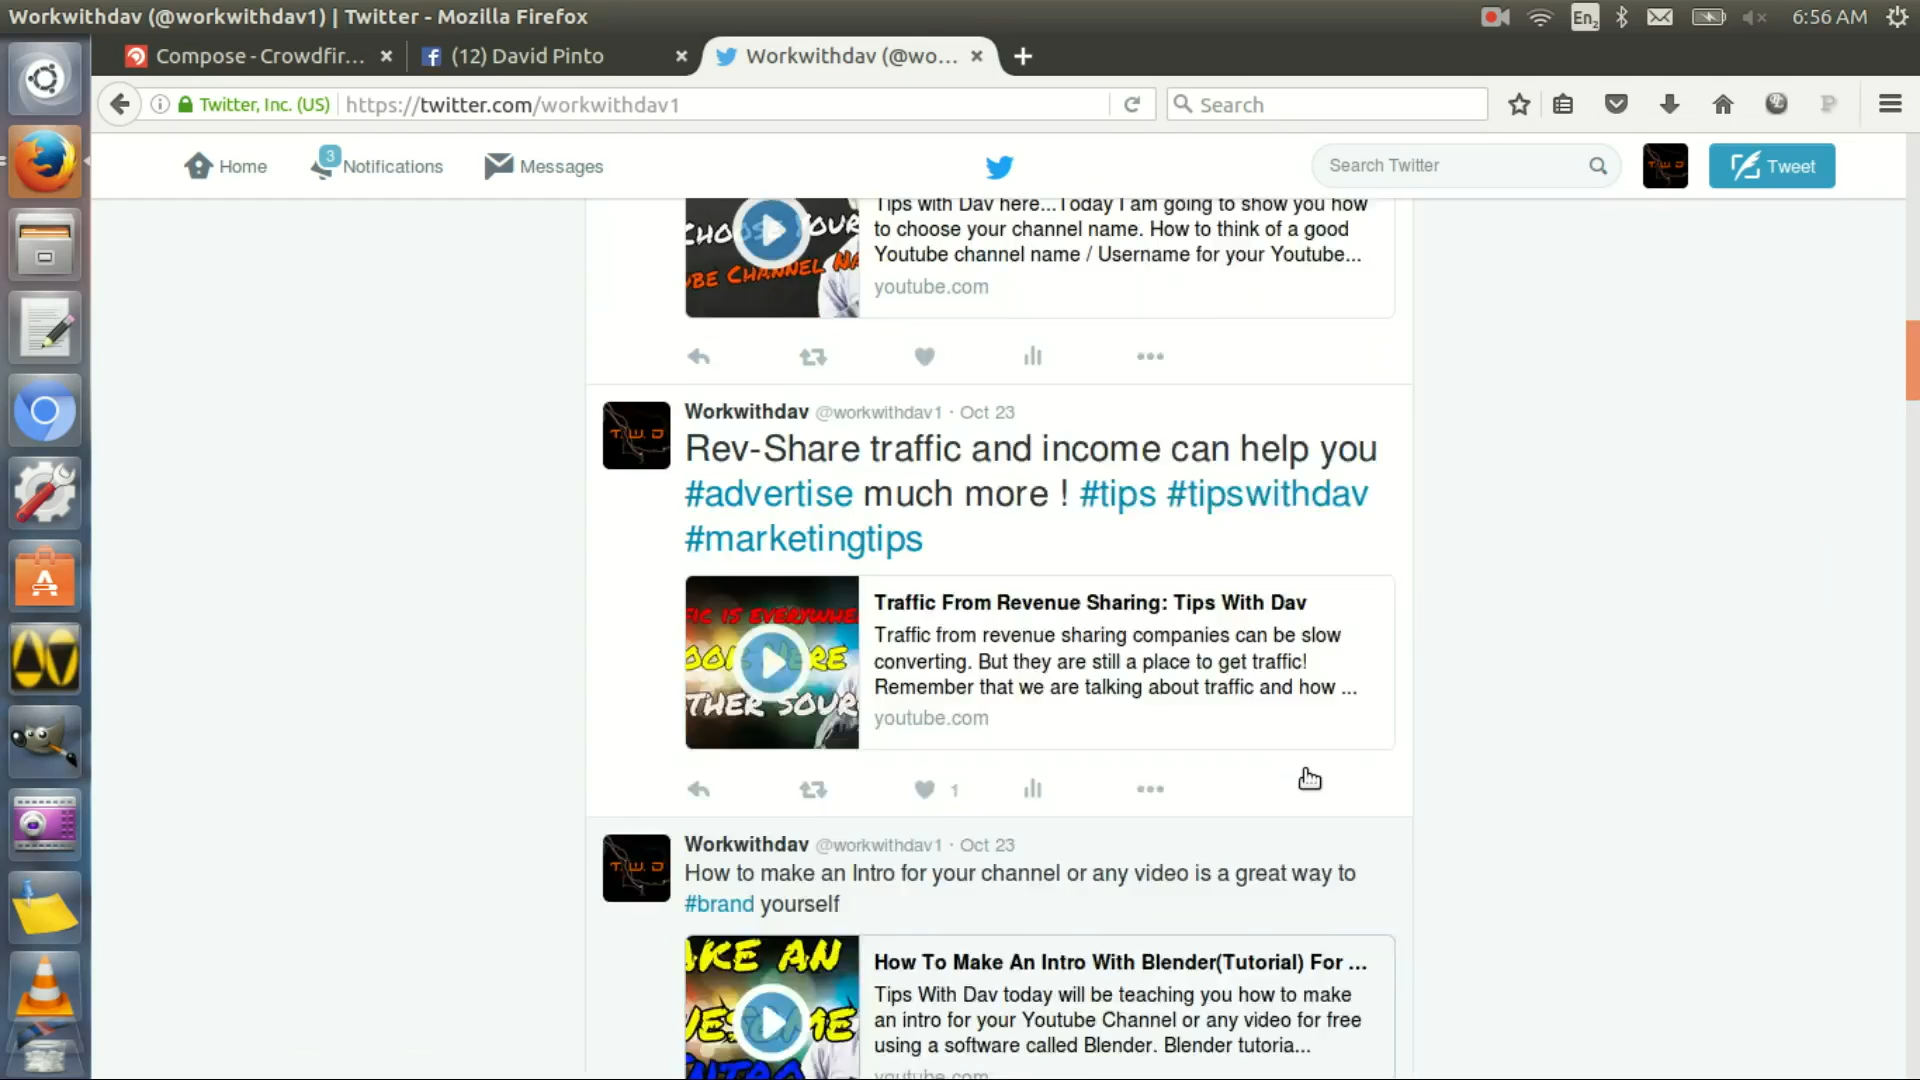 Workwithdav (@workwithdav1) | Twitter - Mozilla Firefox
En2
6:56 AM
Compose - Crowdfir...
(12) David Pinto
Workwithdav (@wo...
Twitter, Inc. (US)
https://twitter.com/workwithdav1
Search
Home
3
Notifications
Messages
Search Twitter
T.W.D
Tweet
Tips with Dav here...Today I am going to show you how
to choose your channel name. How to think of a good
Youtube channel name / Username for your Youtube...
youtube.com
Workwithdav @workwithdav1 · Oct 23
T.W.D
Rev-Share traffic and income can help you
#advertise much more ! #tips #tipswithdav
#marketingtips
Traffic From Revenue Sharing: Tips With Dav
Traffic from revenue sharing companies can be slow
converting. But they are still a place to get traffic!
Remember that we are talking about traffic and how ...
youtube.com
1
Workwithdav @workwithdav1 · Oct 23
T.W.D
How to make an Intro for your channel or any video is a great way to
#brand yourself
How To Make An Intro With Blender(Tutorial) For ...
Tips With Dav today will be teaching you how to make
an intro for your Youtube Channel or any video for free
using a software called Blender. Blender tutoria...
youtube.com